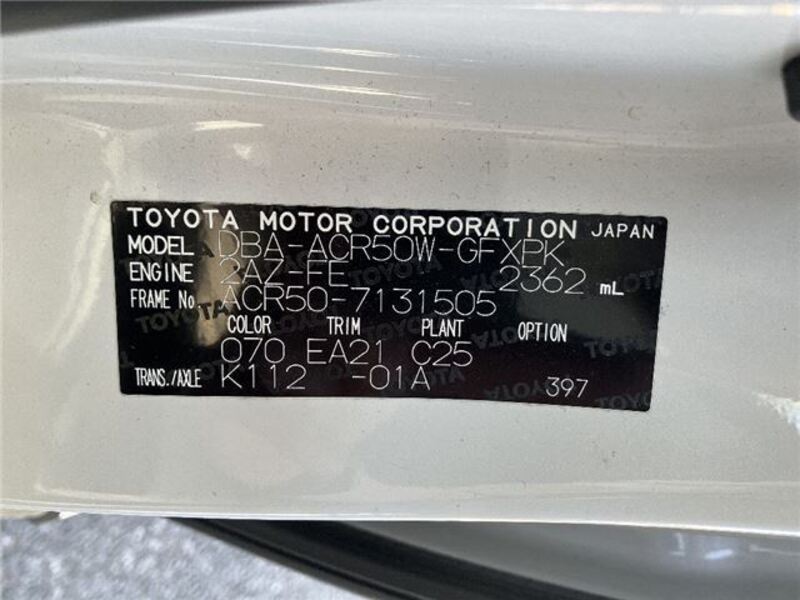 TOYOTA MOTOR CORPORATION JAPAN
MODEL DBA-ACR50W-GFXPK
ENGINE 2AZ-FE 2362 mL
FRAME No ACR50-7131505
COLOR TRIM PLANT OPTION
070 EA21 C25
TRANS./AXLE K112 -01A 397